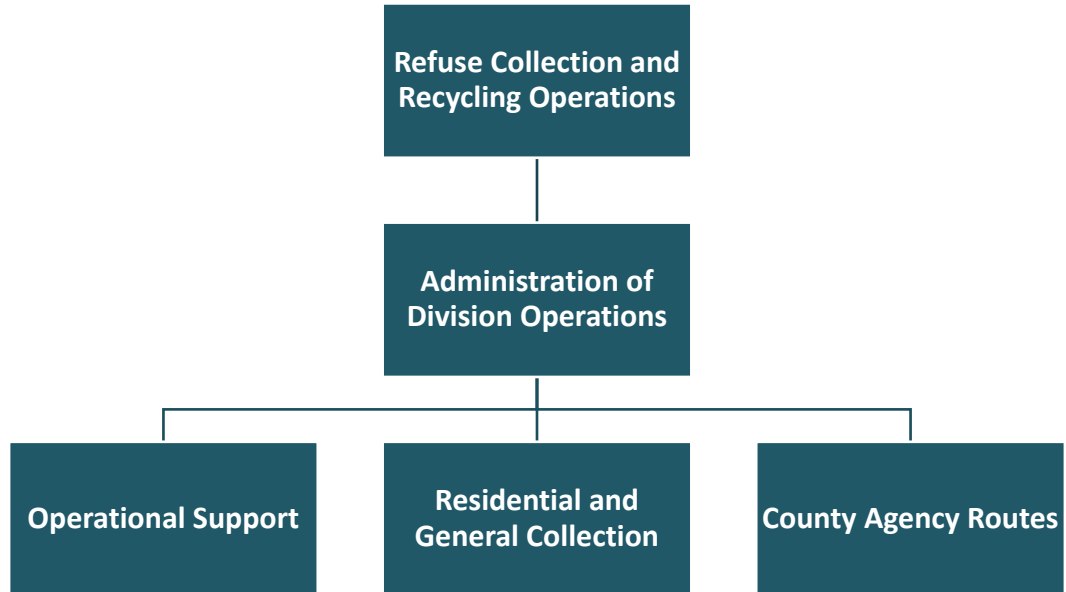 Refuse Collection and
Recycling Operations
Administration of
Division Operations
Operational Support
Residential and
General Collection
County Agency Routes